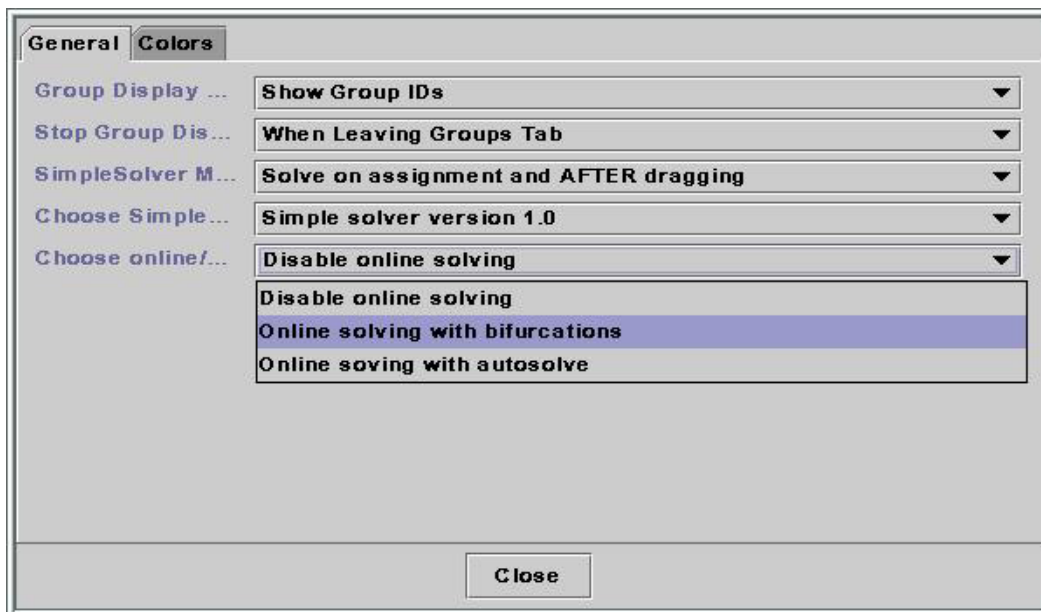 General Colors
Group Display ... Show Group IDs
Stop Group Dis... When Leaving Groups Tab
SimpleSolver M... Solve on assignment and AFTER dragging
Choose Simple... Simple solver version 1.0
Choose online/... Disable online solving
Disable online solving
Online solving with bifurcations
Online soving with autosolve
Close